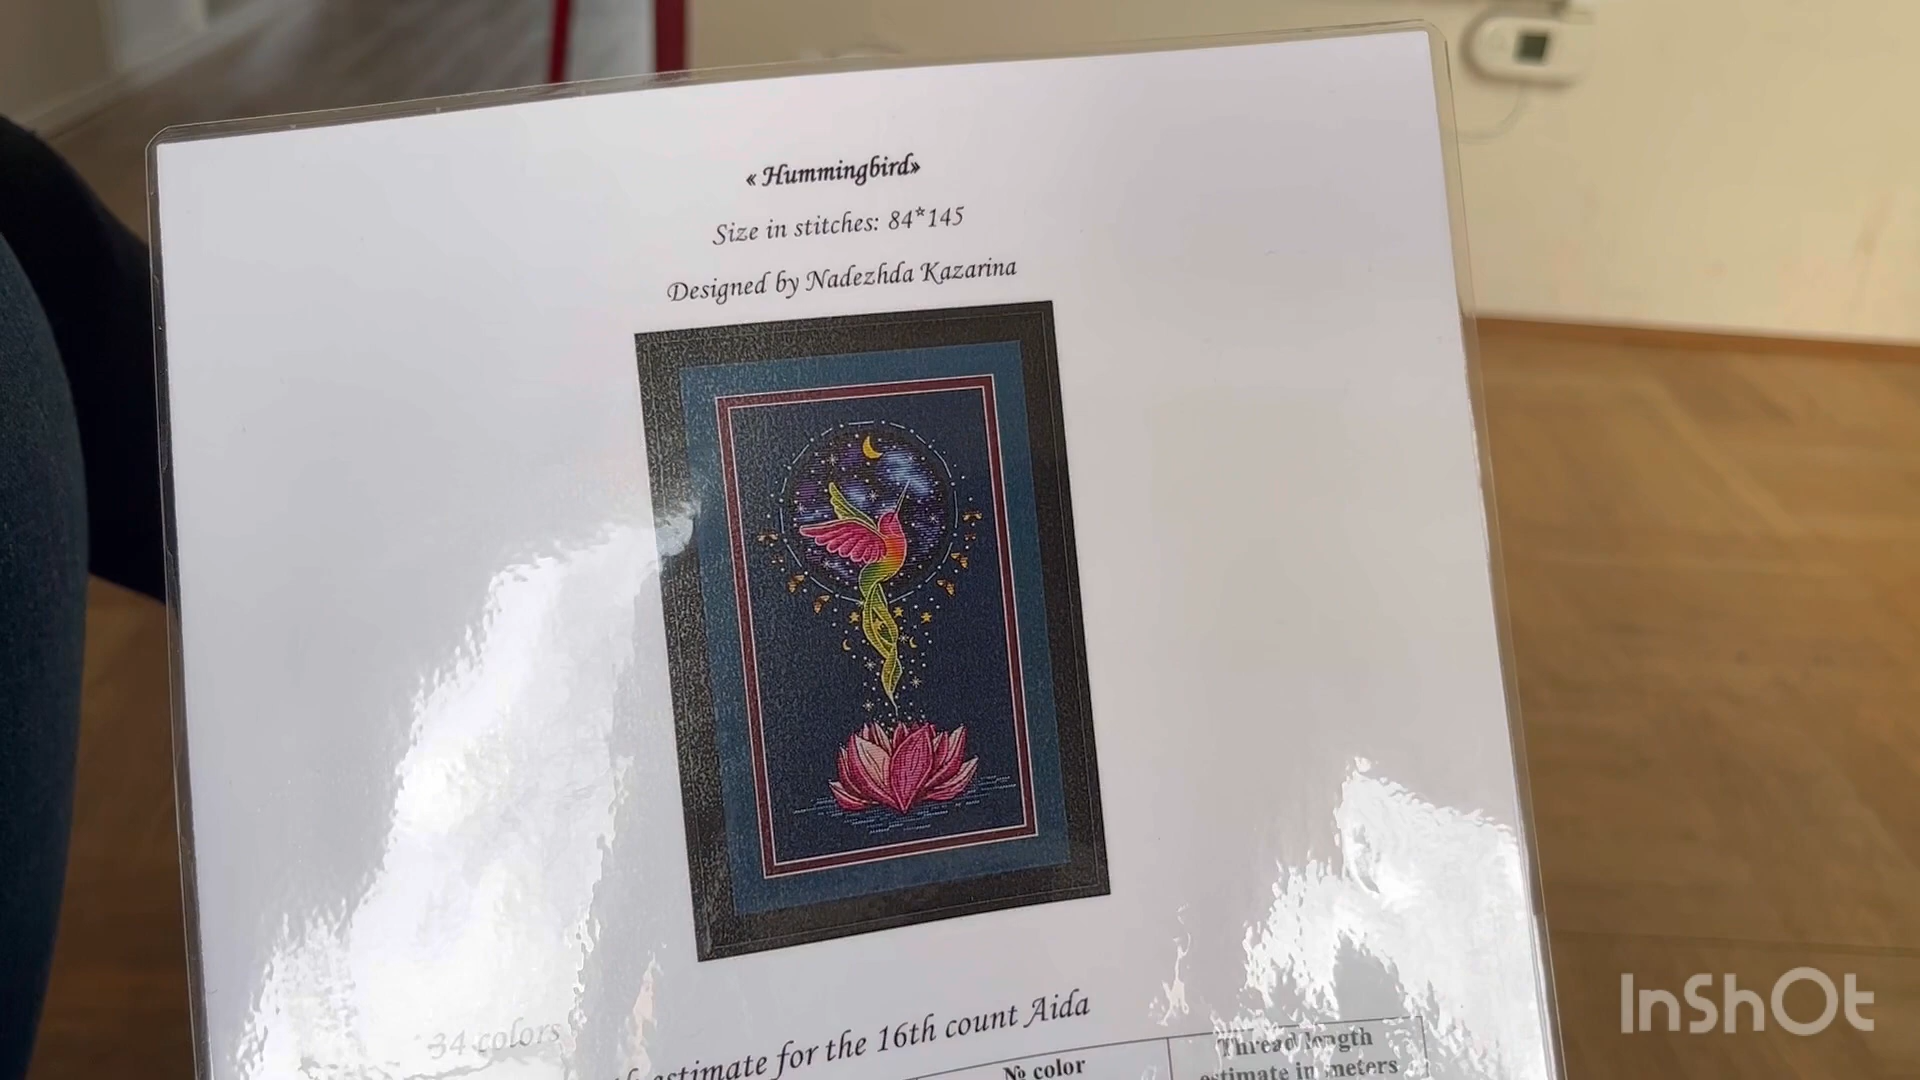 « Hummingbird»
Size in stitches: 84*145
Designed by Nadezhda Kazarina
34 colors
estimate for the 16th count Aida
№ color
Thread length
estimate in meters
InShOt